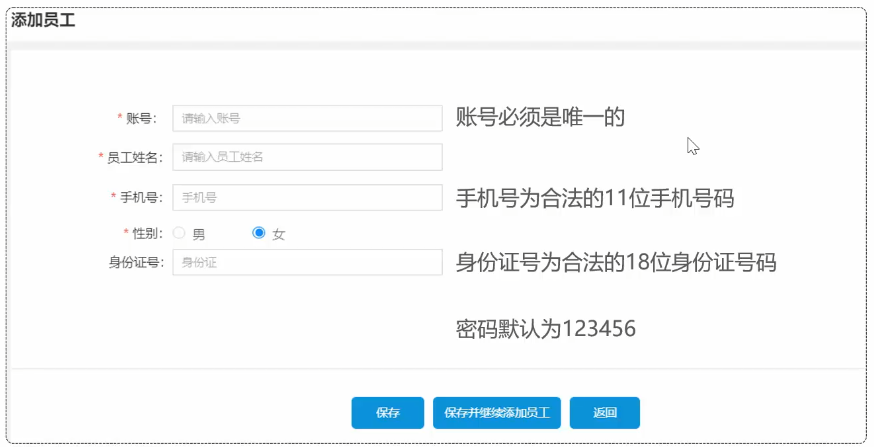 添加员工
* 账号： 请输入账号 账号必须是唯一的
* 员工姓名： 请输入员工姓名
* 手机号： 手机号 手机号为合法的11位手机号码
* 性别： 男 女
身份证号： 身份证 身份证号为合法的18位身份证号码
密码默认为123456
保存 保存并继续添加员工 返回